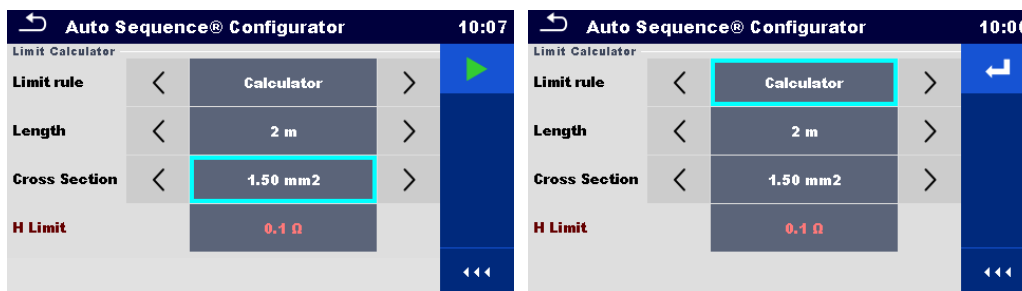 Auto Sequence® Configurator 10:07
Limit Calculator
Limit rule Calculator
Length 2 m
Cross Section 1.50 mm2
H Limit 0.1 Ω
Auto Sequence® Configurator
Limit Calculator
Limit rule Calculator
Length 2 m
Cross Section 1.50 mm2
H Limit 0.1 Ω